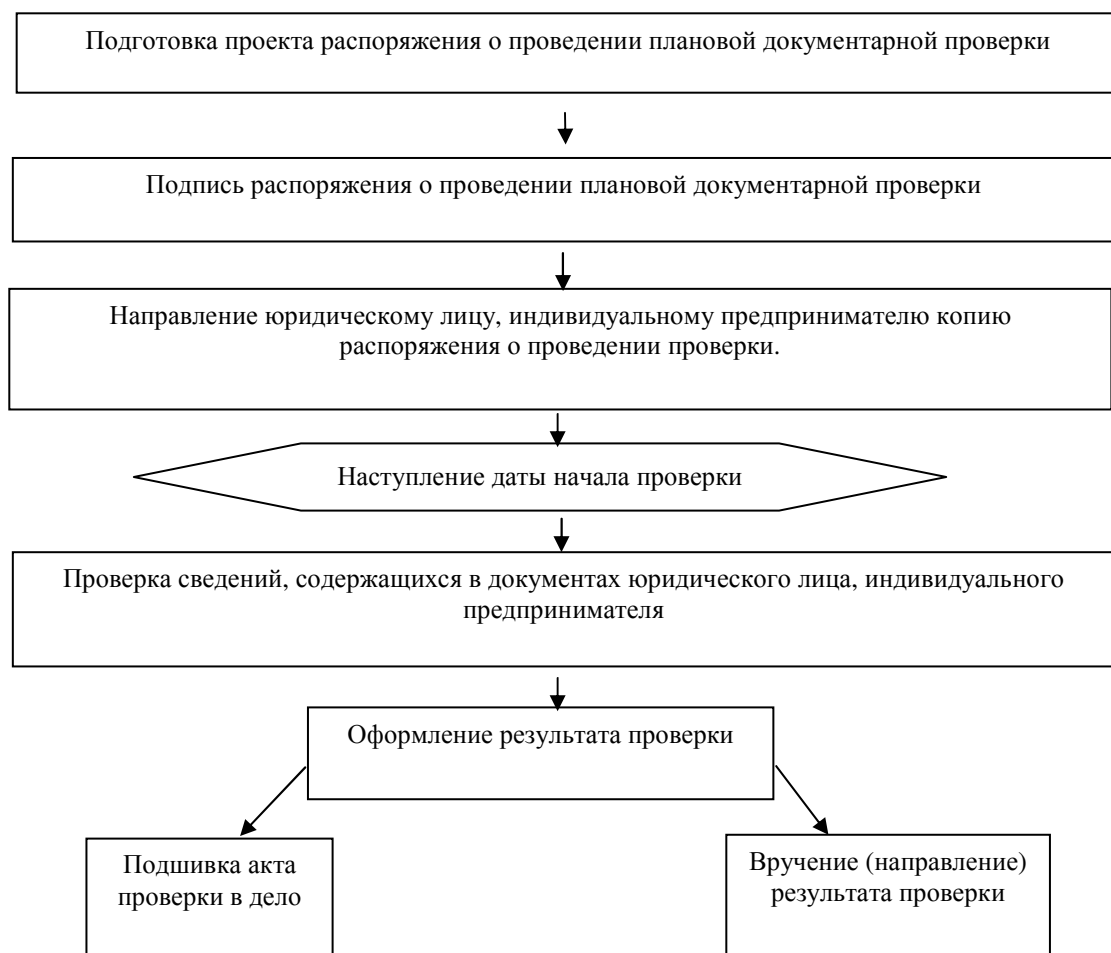 Подготовка проекта распоряжения о проведении плановой документарной проверки
Подпись распоряжения о проведении плановой документарной проверки
Направление юридическому лицу, индивидуальному предпринимателю копию
распоряжения о проведении проверки.
Наступление даты начала проверки
Проверка сведений, содержащихся в документах юридического лица, индивидуального
предпринимателя
Оформление результата проверки
Подшивка акта
проверки в дело
Вручение (направление)
результата проверки